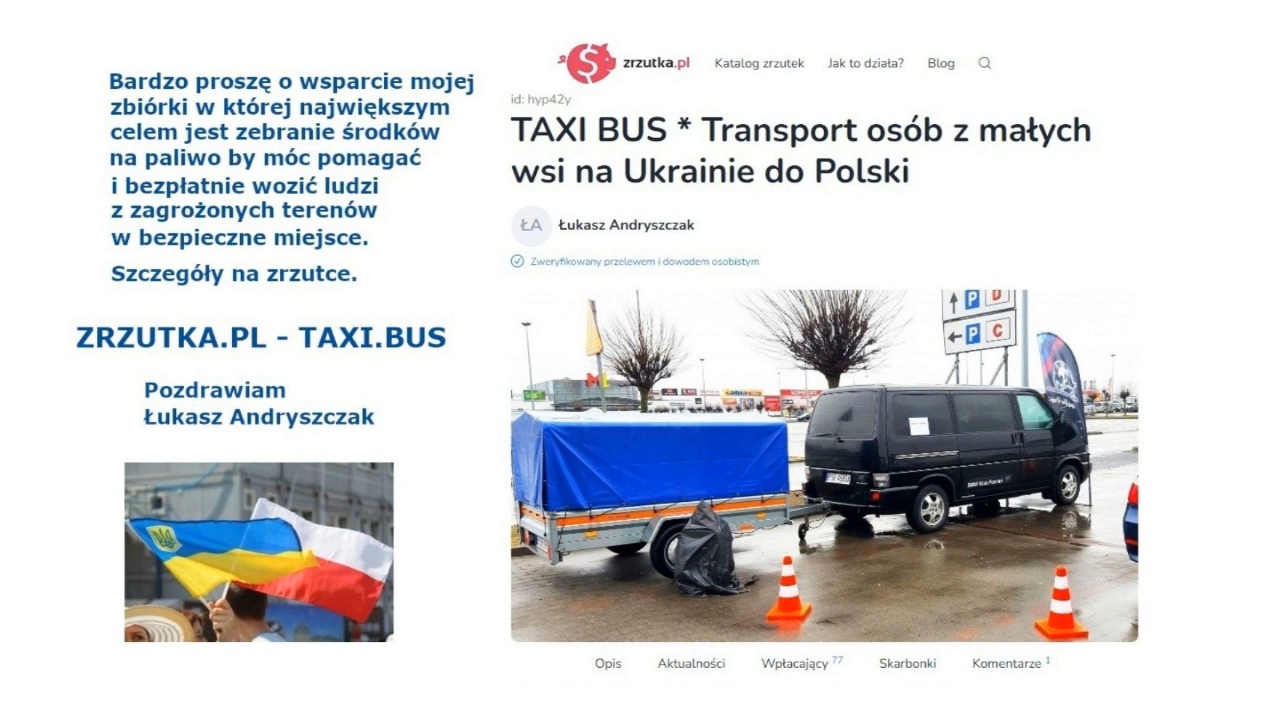 Bardzo proszę o wsparcie mojej
zbiórki w której największym
celem jest zebranie środków
na paliwo by móc pomagać
i bezpłatnie wozić ludzi
z zagrożonych terenów
w bezpieczne miejsce.
Szczegóły na zrzutce.
ZRZUTKA.PL - TAXI.BUS
Pozdrawiam
Łukasz Andryszczak
zrzutka.pl Katalog zrzutek Jak to działa? Blog
id: hyp42y
TAXI BUS * Transport osób z małych
wsi na Ukrainie do Polski
ŁA Łukasz Andryszczak
Zweryfikowany przelewem i dowodem osobistym
P D
P C
Opis Aktualności Wpłacający 77 Skarbonki Komentarze 1